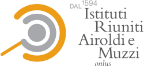 DAL 1594
Istituti
Riuniti
Airoldi e
Muzzi
onlus